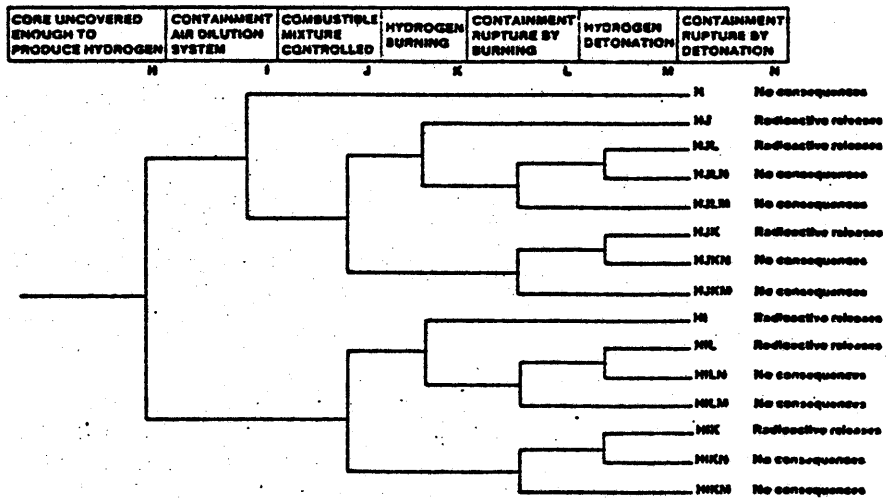 CORE UNCOVERED ENOUGH TO PRODUCE HYDROGEN
CONTAINMENT AIR DILUTION SYSTEM
COMBUSTIBLE MIXTURE CONTROLLED
HYDROGEN BURNING
CONTAINMENT RUPTURE BY BURNING
HYDROGEN DETONATION
CONTAINMENT RUPTURE BY DETONATION
H I J K L M N
H No consequences
HJ Radioactive releases
HJL Radioactive releases
HJLN No consequences
HJLM No consequences
HJK Radioactive releases
HJKN No consequences
HJKM No consequences
HI Radioactive releases
HIL Radioactive releases
HILN No consequences
HILM No consequences
HIK Radioactive releases
HIKN No consequences
HIKM No consequences